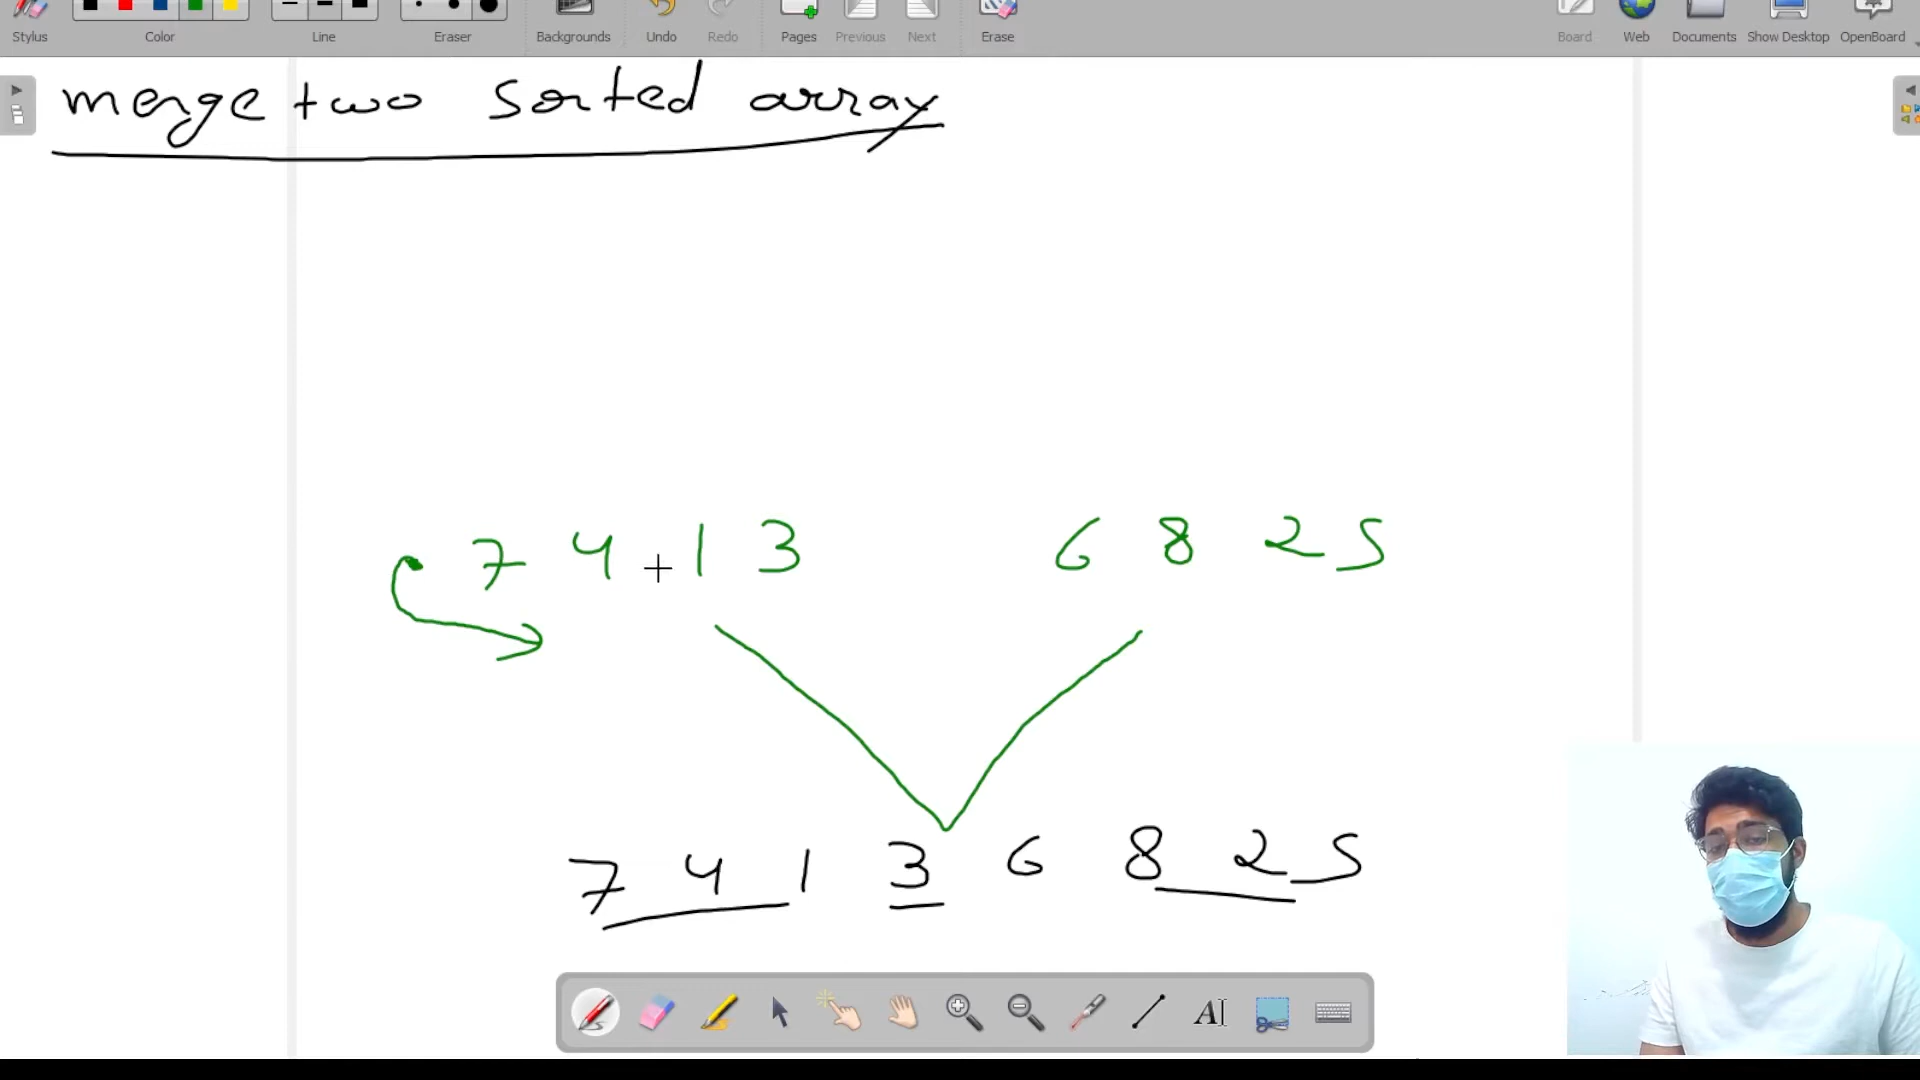 Stylus Color Line Eraser Backgrounds Undo Redo Pages Previous Next Erase Board Web Documents Show Desktop OpenBoard
merge two sorted array
7 4 1 3 6 8 2 5
7 4 1 3 6 8 2 5
AI